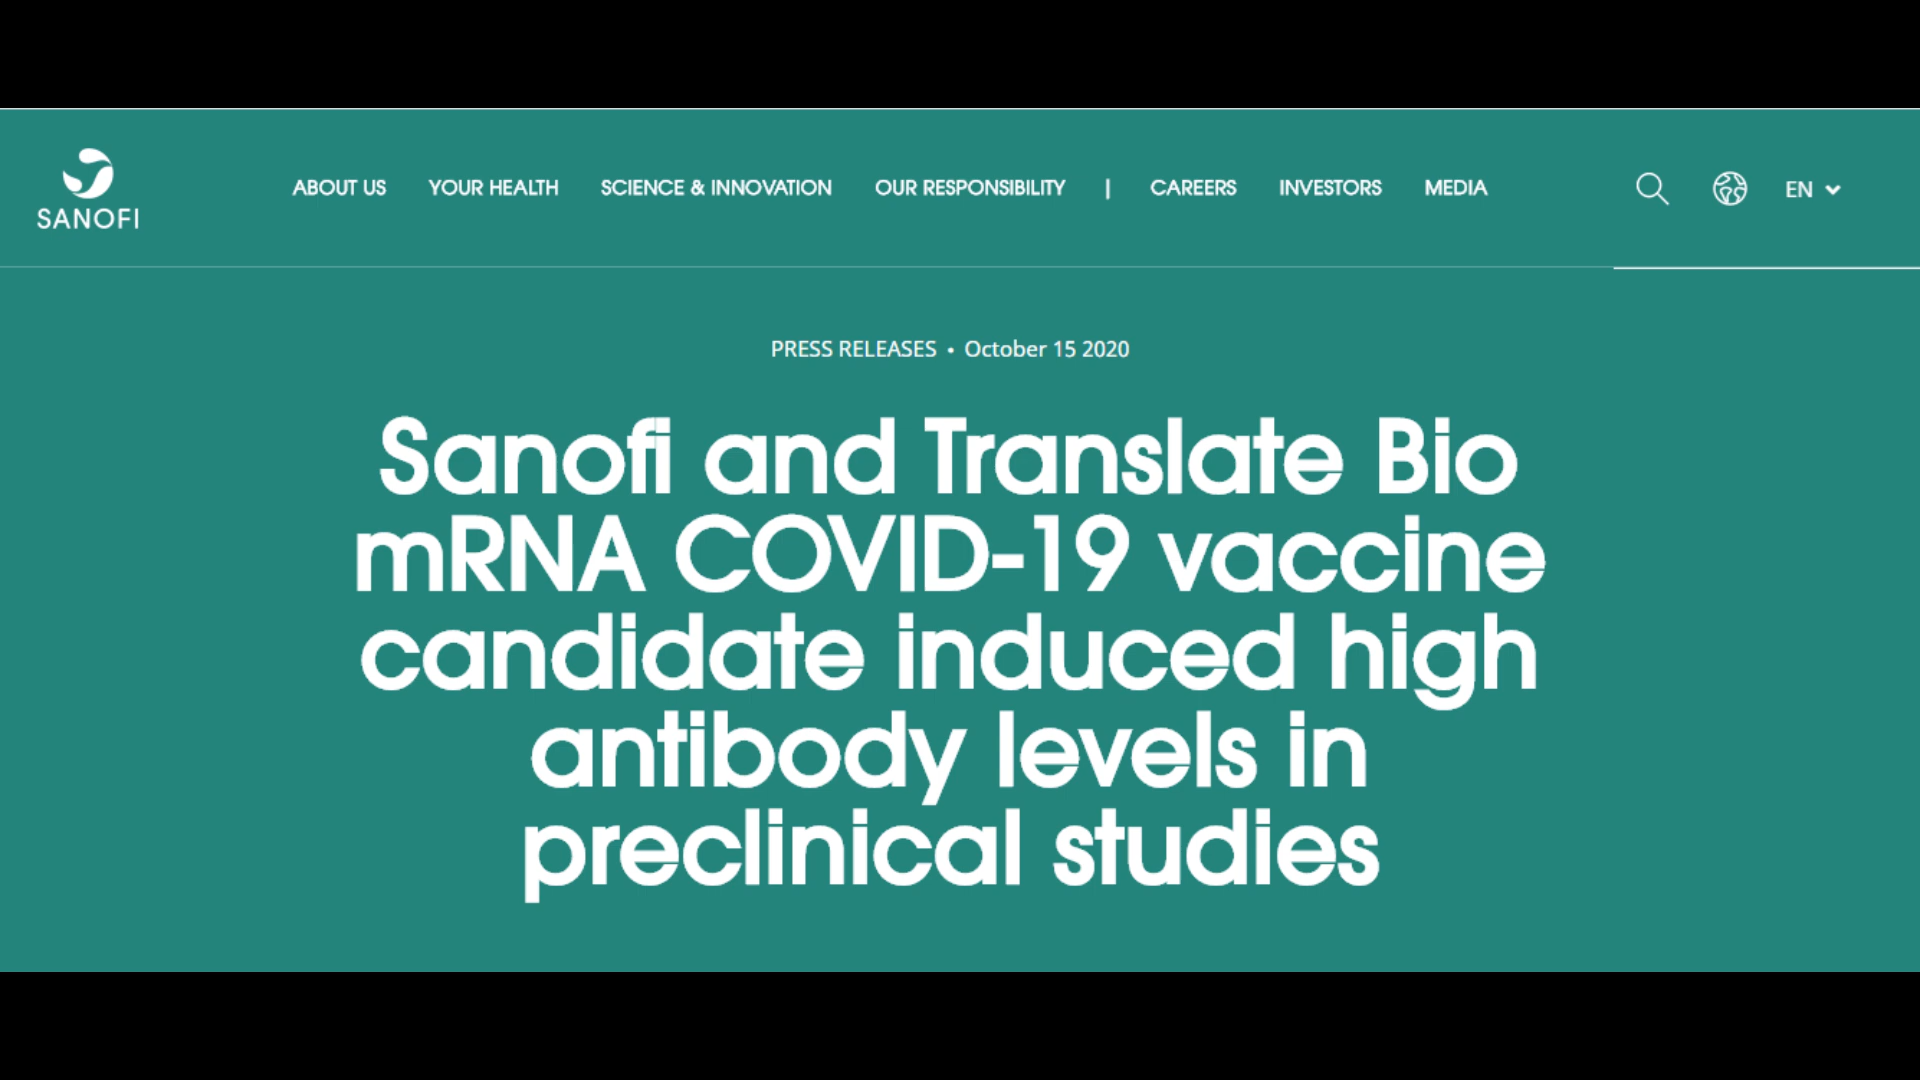 SANOFI
ABOUT US YOUR HEALTH SCIENCE & INNOVATION OUR RESPONSIBILITY | CAREERS INVESTORS MEDIA EN
PRESS RELEASES • October 15 2020
Sanofi and Translate Bio
mRNA COVID-19 vaccine
candidate induced high
antibody levels in
preclinical studies